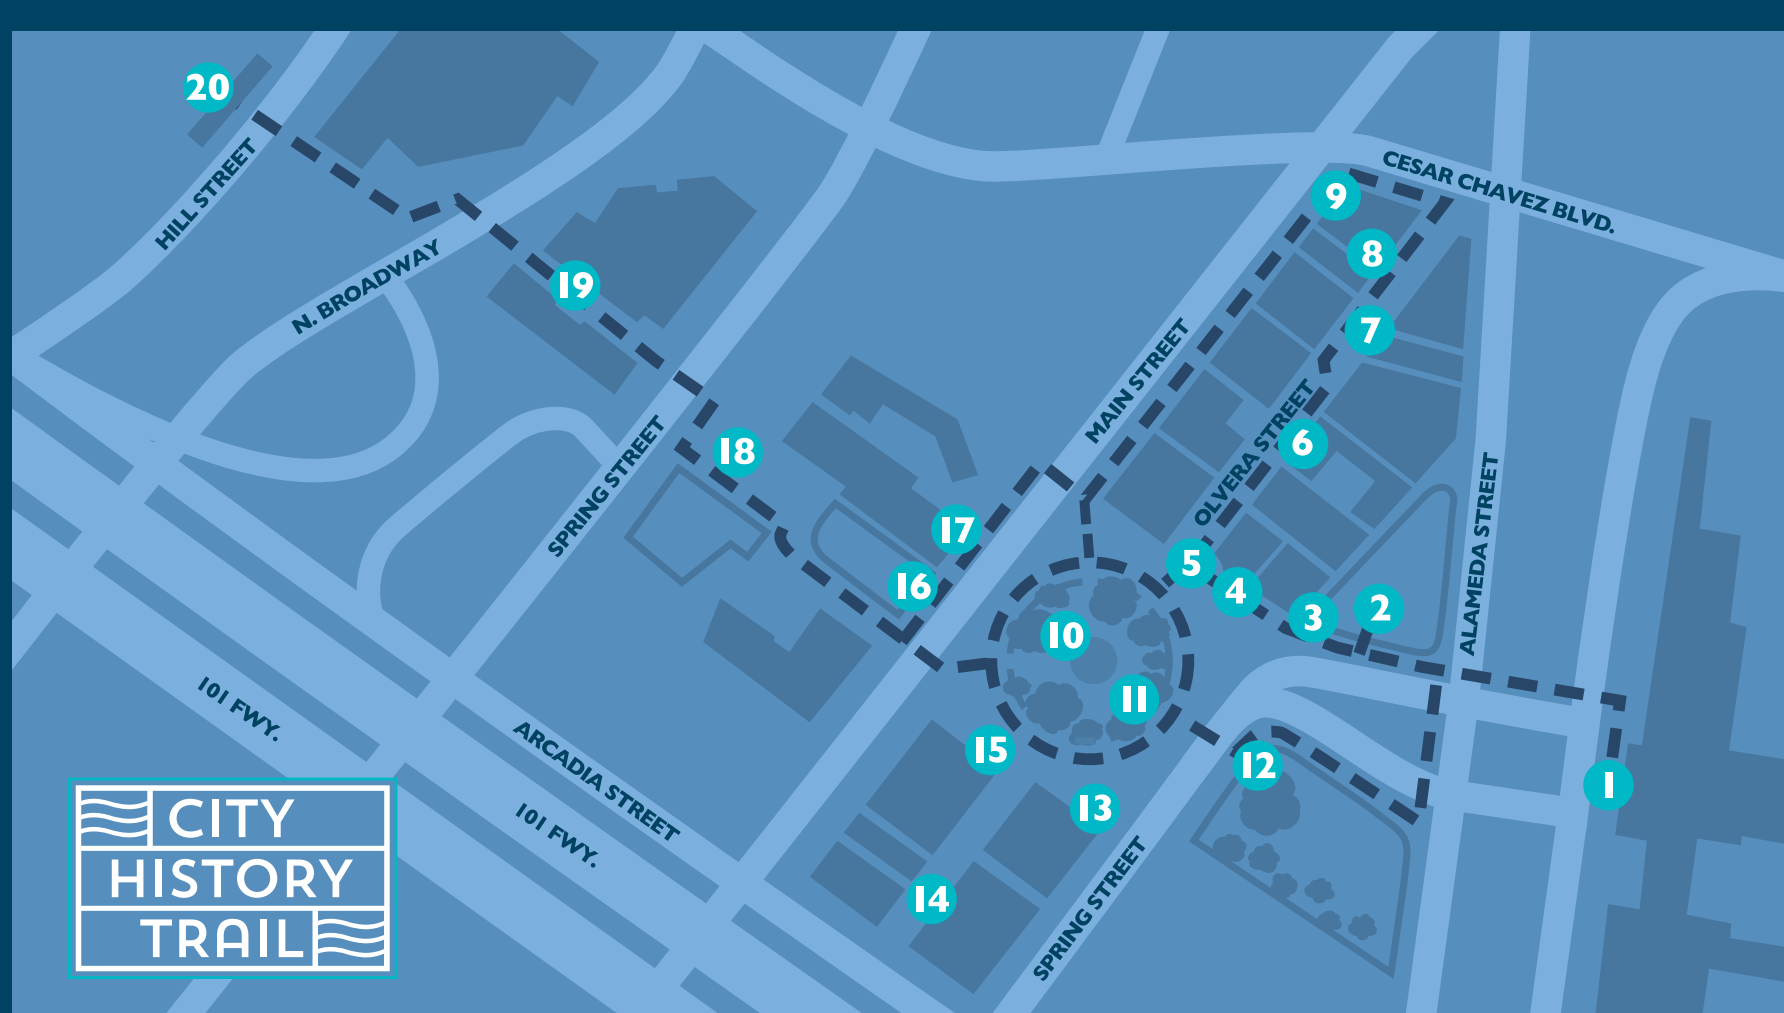 20
HILL STREET
N. BROADWAY
19
CESAR CHAVEZ BLVD.
9
8
7
MAIN STREET
OLVERA STREET
6
SPRING STREET
18
17
16
5
4
3
2
ALAMEDA STREET
10
11
15
12
1
13
14
SPRING STREET
101 FWY.
ARCADIA STREET
101 FWY.
CITY
HISTORY
TRAIL